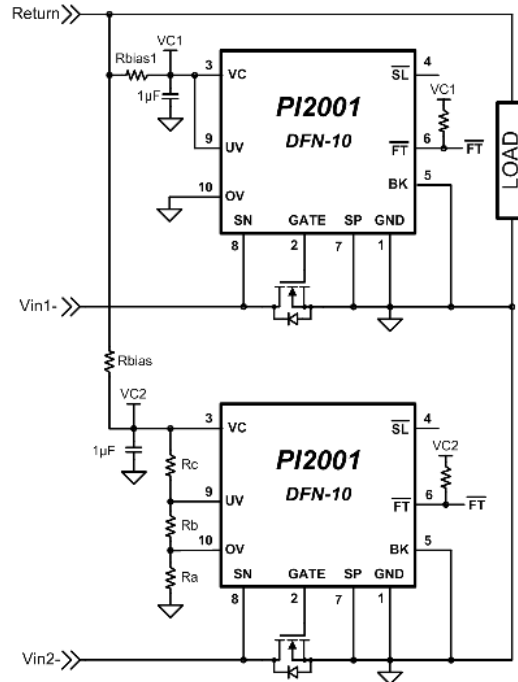 Return
Rbias1
VC1
1µF
3
VC
9
UV
10
OV
PI2001
DFN-10
SL
4
VC1
FT
6
FT
BK
5
SN
GATE
SP
GND
8
2
7
1
LOAD
Vin1-
Rbias
VC2
1µF
3
VC
Rc
9
UV
Rb
10
OV
Ra
PI2001
DFN-10
SL
4
VC2
FT
6
FT
BK
5
SN
GATE
SP
GND
8
2
7
1
Vin2-